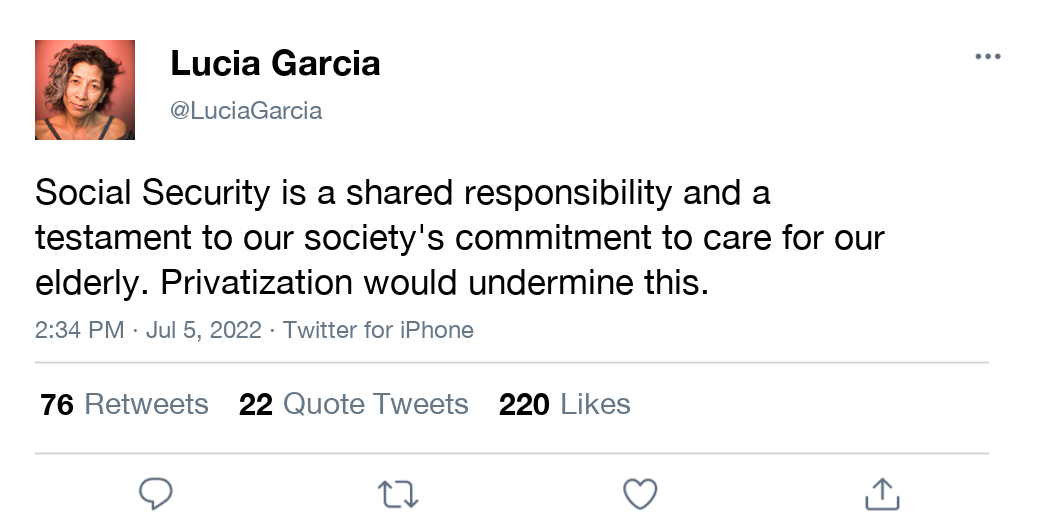 Lucia Garcia
@LuciaGarcia
Social Security is a shared responsibility and a
testament to our society's commitment to care for our
elderly. Privatization would undermine this.
2:34 PM · Jul 5, 2022 · Twitter for iPhone
76 Retweets 22 Quote Tweets 220 Likes